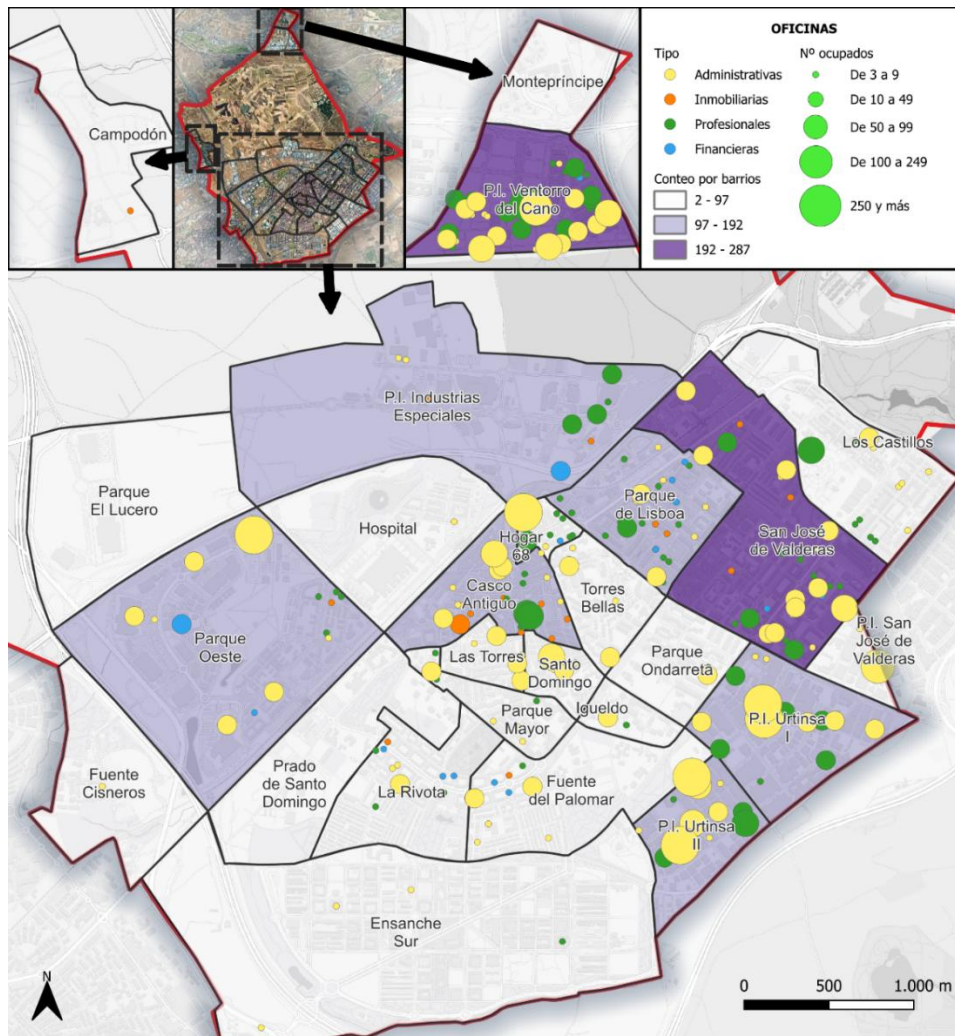 Campodón
Montepríncipe
P.I. Ventorro
del Cano
OFICINAS
Tipo
Administrativas
Inmobiliarias
Profesionales
Financieras
Conteo por barrios
2 - 97
97 - 192
192 - 287
Nº ocupados
De 3 a 9
De 10 a 49
De 50 a 99
De 100 a 249
250 y más
P.I. Industrias
Especiales
Los Castillos
Parque
El Lucero
Hospital
Parque
de Lisboa
Hogar
68
San José
de Valderas
Casco
Antiguo
Torres
Bellas
Parque
Oeste
P.I. San
José de
Valderas
Las Torres
Santo
Domingo
Parque
Ondarreta
Igueldo
Parque
Mayor
P.I. Urtinsa
I
Fuente
Cisneros
Prado
de Santo
Domingo
La Rivota
Fuente
del Palomar
P.I. Urtinsa
II
Ensanche
Sur
N
0 500 1.000 m